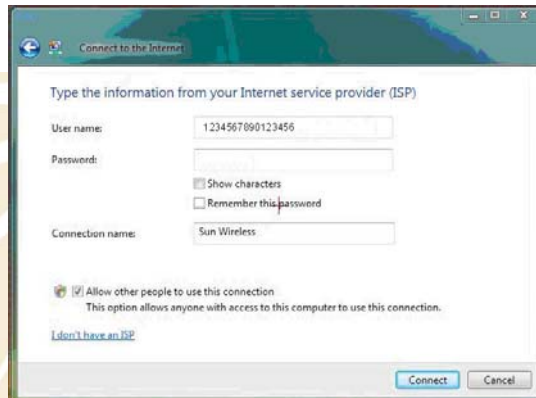 Connect to the Internet
Type the information from your Internet service provider (ISP)
User name: 1234567890123456
Password:
Show characters
Remember this password
Connection name: Sun Wireless
Allow other people to use this connection
This option allows anyone with access to this computer to use this connection.
I don't have an ISP
Connect Cancel